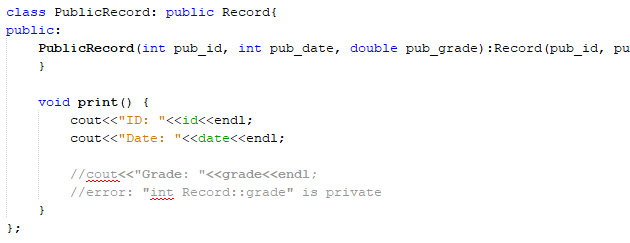 class PublicRecord: public Record{
public:
    PublicRecord(int pub_id, int pub_date, double pub_grade):Record(pub_id, pu
    }
    void print() {
        cout<<"ID: "<<id<<endl;
        cout<<"Date: "<<date<<endl;
        //cout<<"Grade: "<<grade<<endl;
        //error: "int Record::grade" is private
    }
};